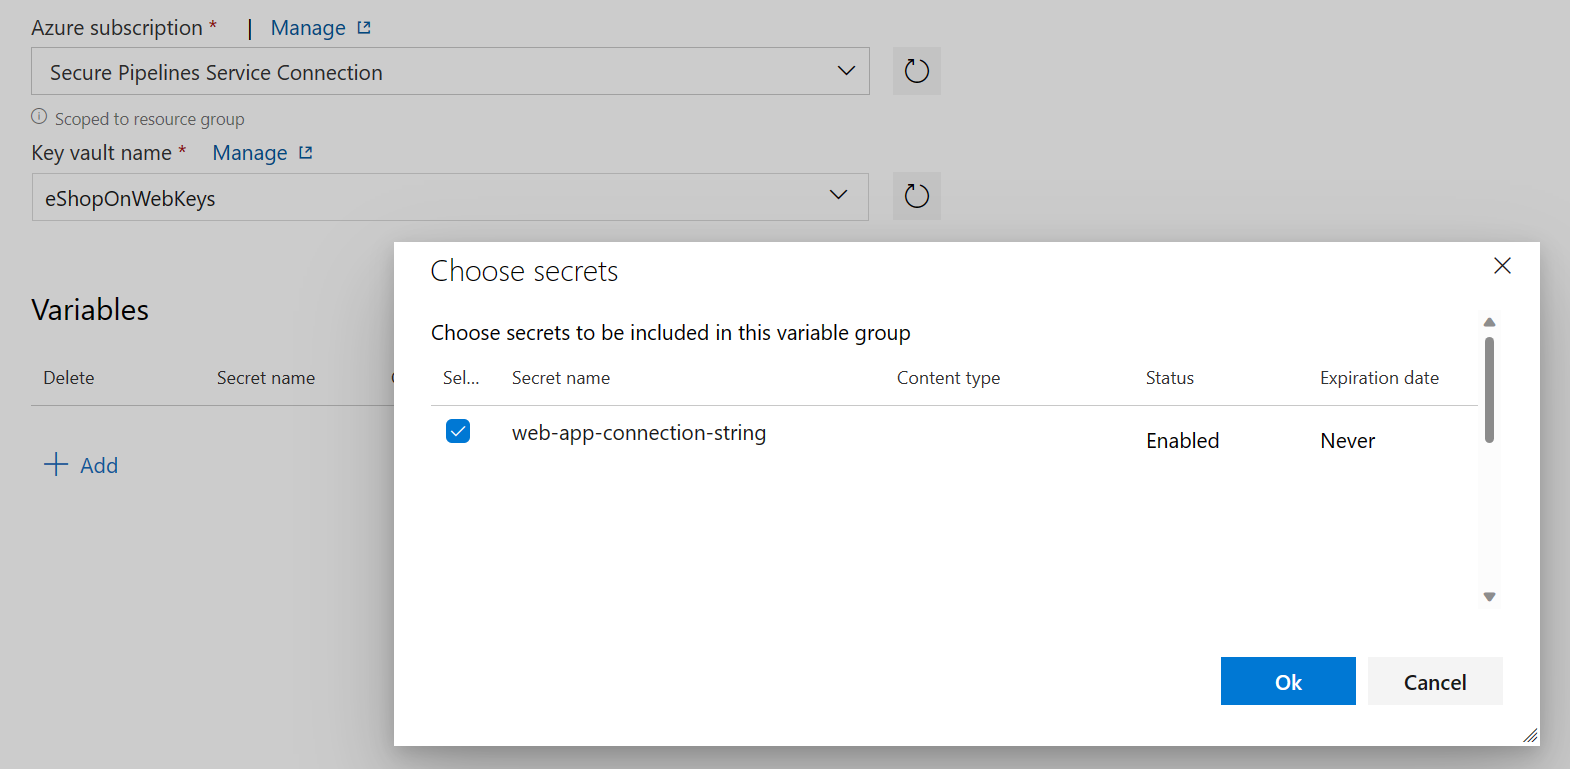 Azure subscription * | Manage
Secure Pipelines Service Connection
Scoped to resource group
Key vault name * Manage
eShopOnWebKeys
Variables
Delete Secret name
Add
Choose secrets
Choose secrets to be included in this variable group
Sel... Secret name Content type Status Expiration date
web-app-connection-string Enabled Never
Ok Cancel